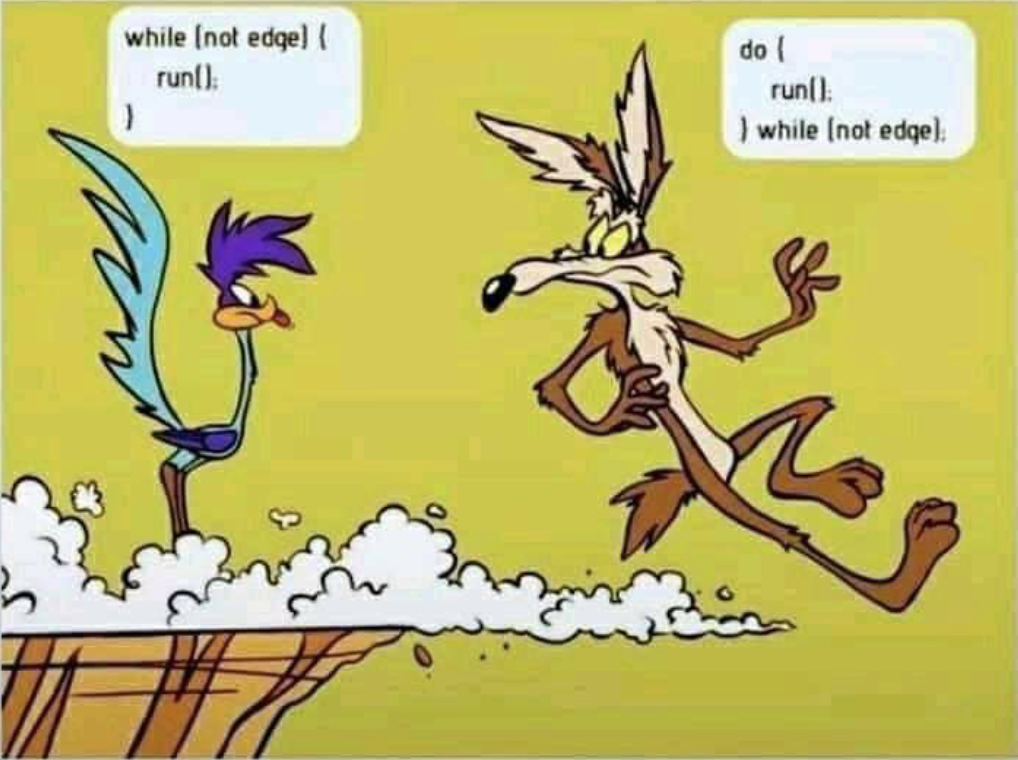 while (not edge) {
run();
}
do {
run();
} while (not edge);